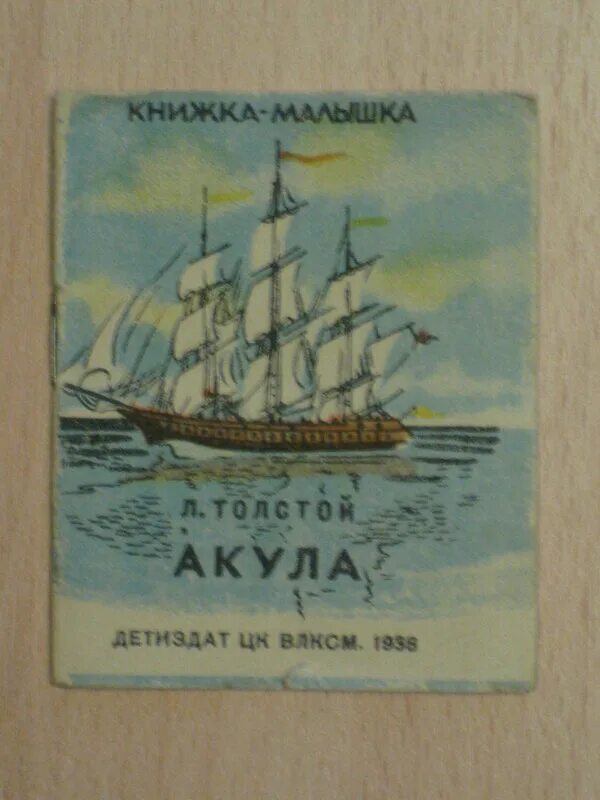 КНИЖКА-МАЛЫШКА
Л. ТОЛСТОЙ
АКУЛА
ДЕТИЗДАТ ЦК ВЛКСМ. 1938